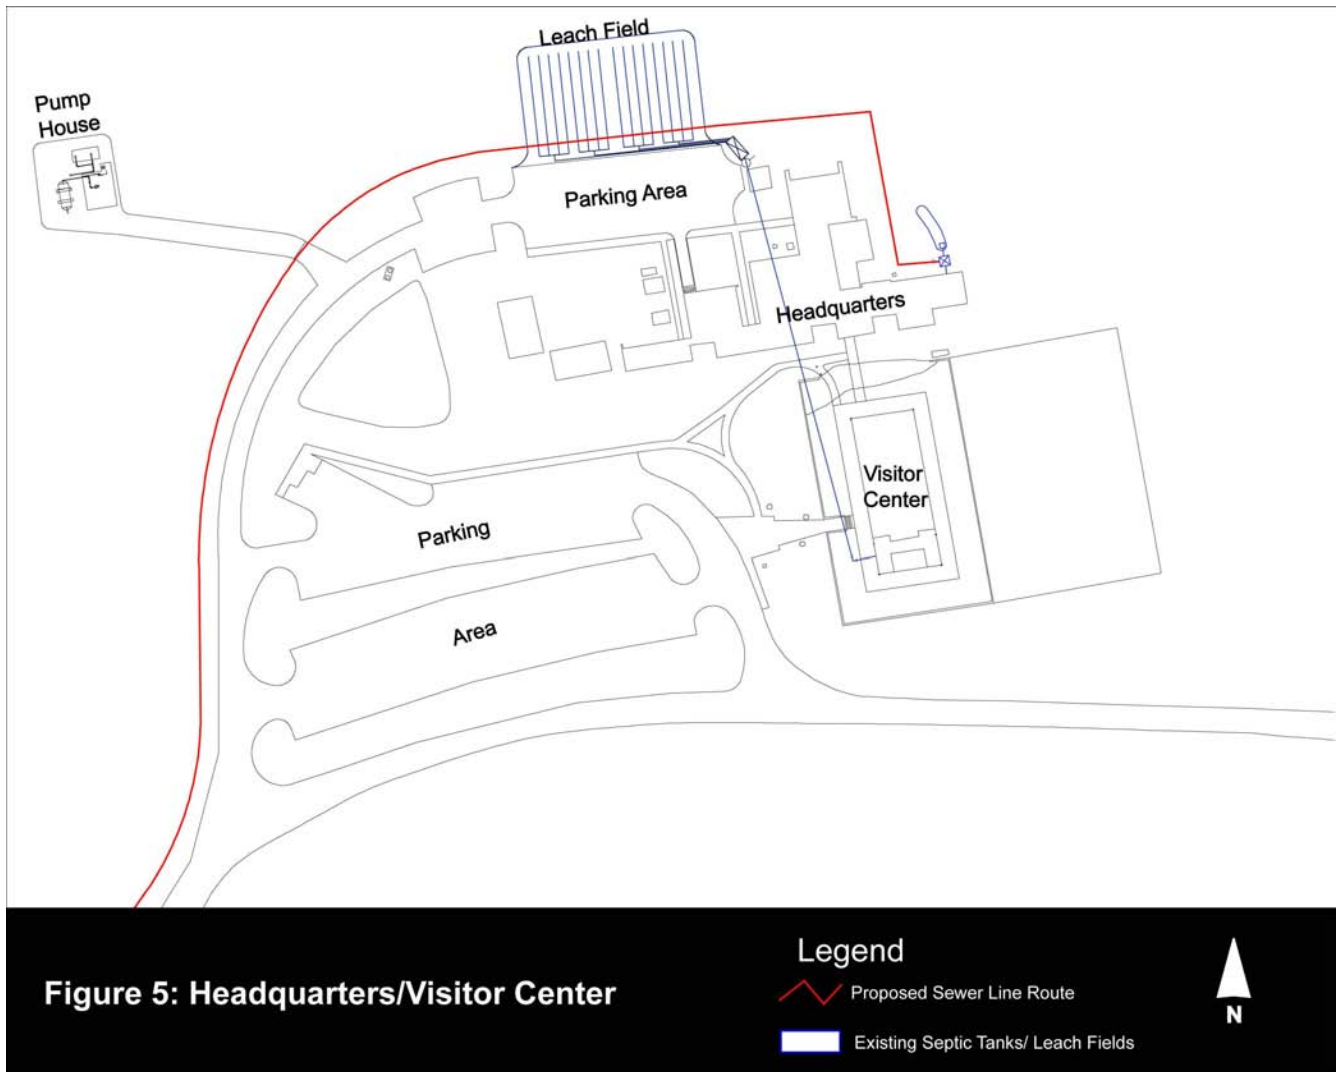 Leach Field
Pump
House
Parking Area
Headquarters
Visitor
Center
Parking
Area
Legend
Figure 5: Headquarters/Visitor Center
Proposed Sewer Line Route
N
Existing Septic Tanks/ Leach Fields